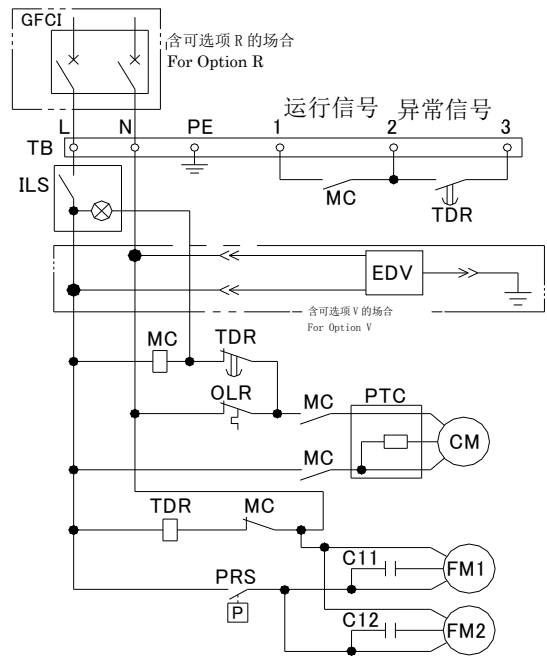 GFCI
含可选项 R 的场合
For Option R
运行信号 异常信号
L N PE 1 2 3
TB
ILS
MC
TDR
EDV
含可选项 V 的场合
For Option V
MC TDR
OLR
MC PTC
CM
MC
TDR MC
C11
FM1
PRS
P
C12
FM2